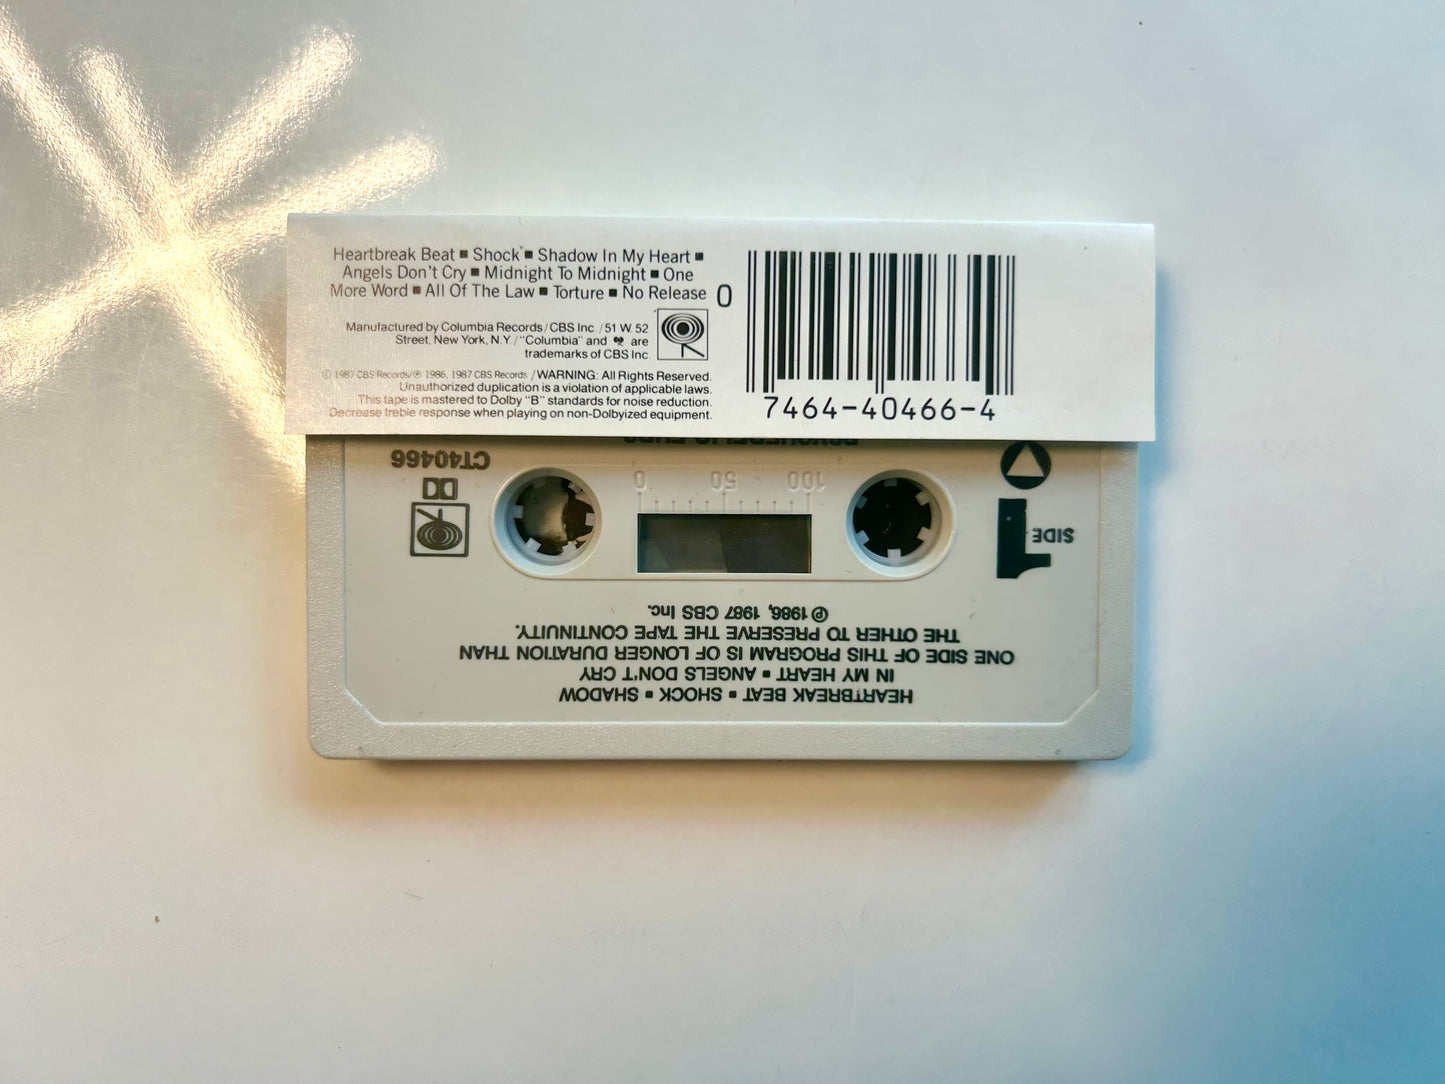 Heartbreak Beat ■ Shock ■ Shadow In My Heart ■
Angels Don't Cry ■ Midnight To Midnight ■ One
More Word ■ All Of The Law ■ Torture ■ No Release
Manufactured by Columbia Records/CBS Inc./51 W. 52
Street, New York, N.Y./"Columbia" and are
trademarks of CBS Inc.
© 1987 CBS Records/℗ 1986, 1987 CBS Records./WARNING: All Rights Reserved.
Unauthorized duplication is a violation of applicable laws.
This tape is mastered to Dolby "B" standards for noise reduction.
Decrease treble response when playing on non-Dolbyized equipment.
0
7464-40466-4
PSYCHEDELIC FURS
CT40466
0 50 100
SIDE 1
℗ 1986, 1987 CBS Inc.
HEARTBREAK BEAT ■ SHOCK ■ SHADOW
IN MY HEART ■ ANGELS DON'T CRY
ONE SIDE OF THIS PROGRAM IS OF LONGER DURATION THAN
THE OTHER TO PRESERVE THE TAPE CONTINUITY.